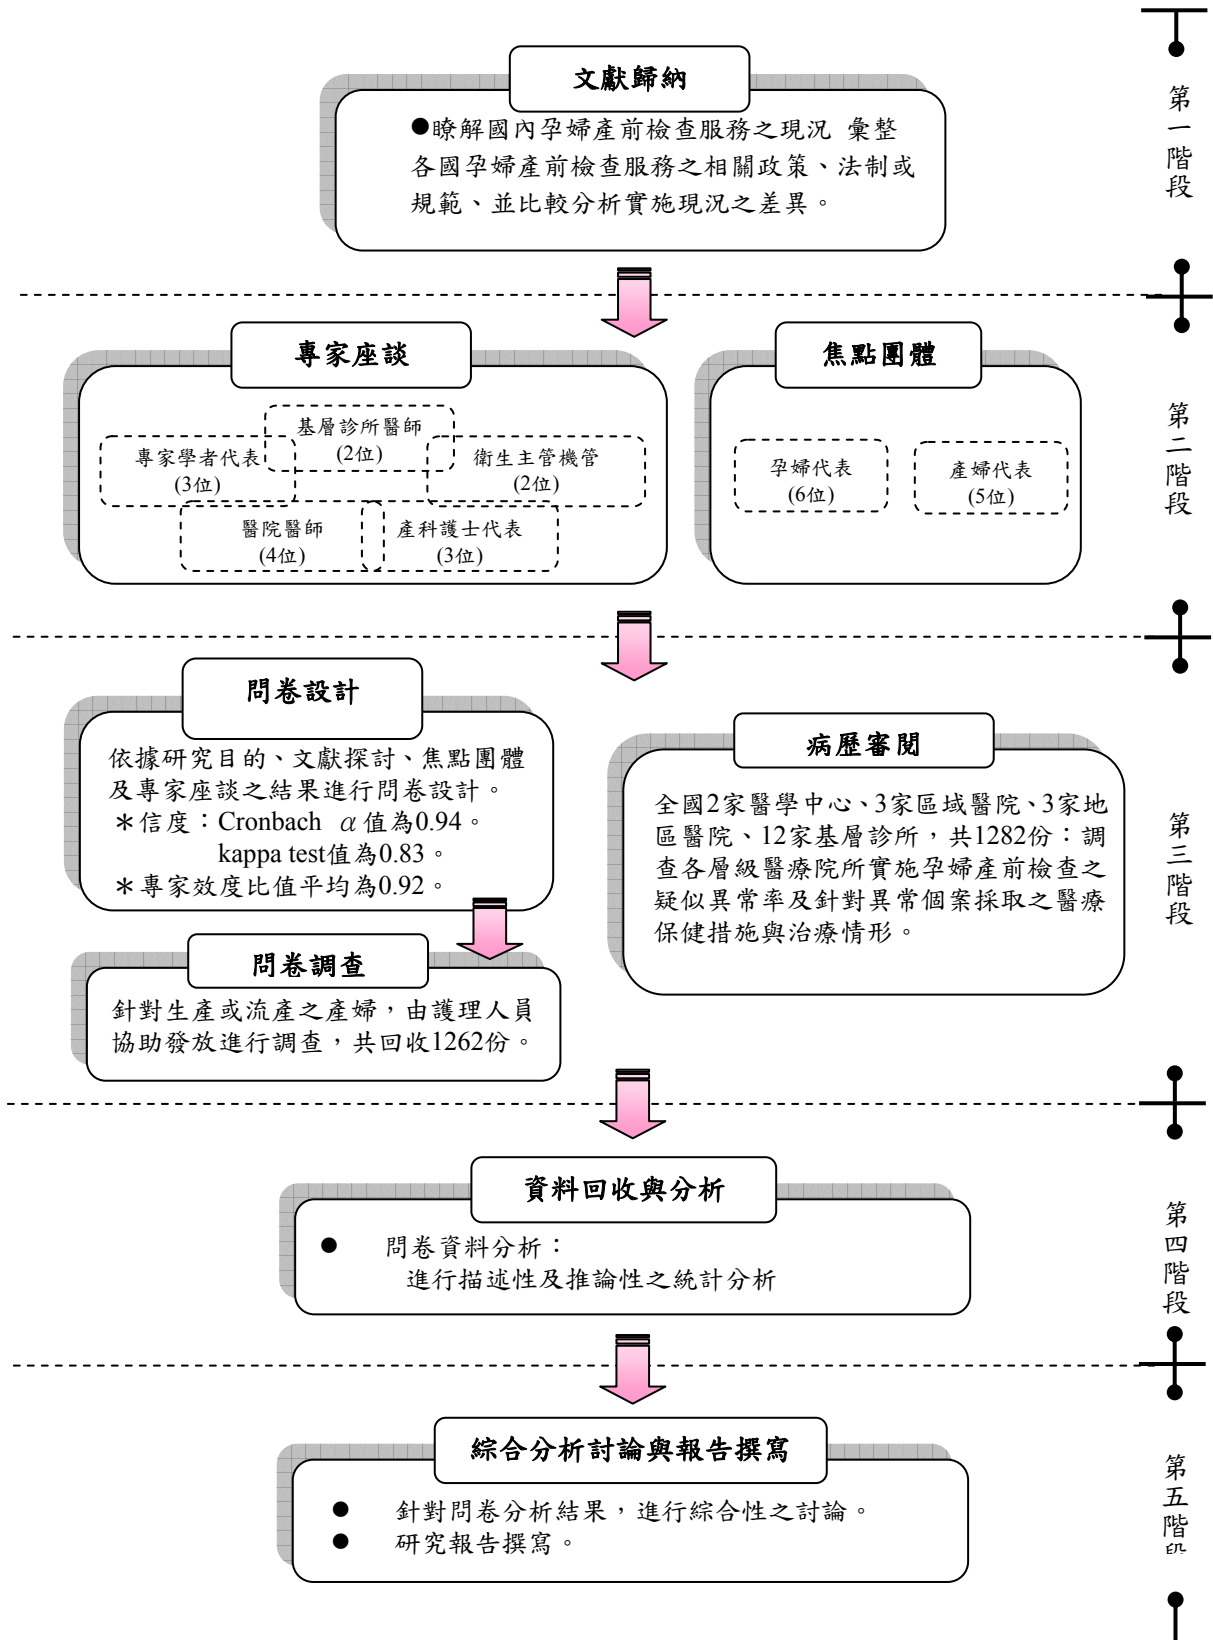 文獻歸納
●瞭解國內孕婦產前檢查服務之現況 彙整
各國孕婦產前檢查服務之相關政策、法制或
規範、並比較分析實施現況之差異。
第一階段
專家座談
基層診所醫師
(2位)
專家學者代表
(3位)
衛生主管機管
(2位)
醫院醫師
(4位)
產科護士代表
(3位)
焦點團體
孕婦代表
(6位)
產婦代表
(5位)
第二階段
問卷設計
依據研究目的、文獻探討、焦點團體
及專家座談之結果進行問卷設計。
＊信度：Cronbach α值為0.94。
kappa test值為0.83。
＊專家效度比值平均為0.92。
問卷調查
針對生產或流產之產婦，由護理人員
協助發放進行調查，共回收1262份。
病歷審閱
全國2家醫學中心、3家區域醫院、3家地
區醫院、12家基層診所，共1282份：調
查各層級醫療院所實施孕婦產前檢查之
疑似異常率及針對異常個案採取之醫療
保健措施與治療情形。
第三階段
資料回收與分析
● 問卷資料分析：
進行描述性及推論性之統計分析
第四階段
綜合分析討論與報告撰寫
● 針對問卷分析結果，進行綜合性之討論。
● 研究報告撰寫。
第五階段